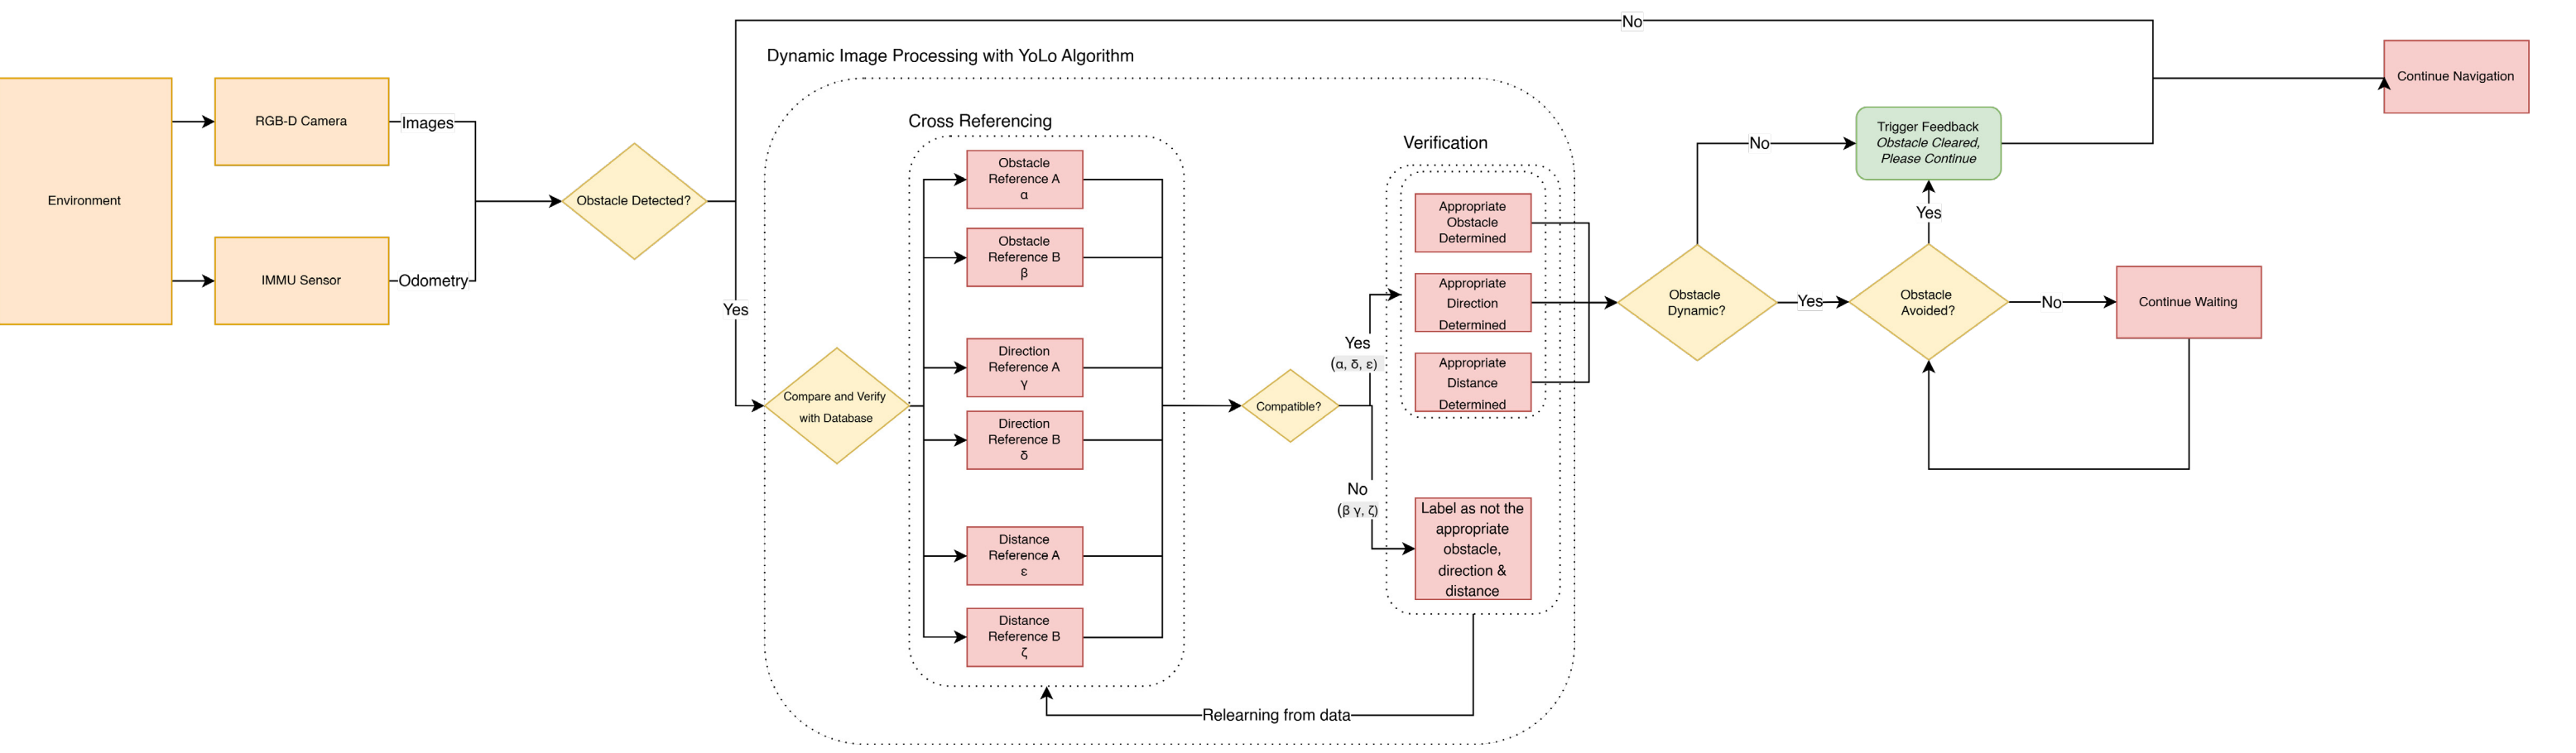 No
Dynamic Image Processing with YoLo Algorithm
Continue Navigation
Environment
RGB-D Camera
Images
IMMU Sensor
Odometry
Obstacle Detected?
Yes
Compare and Verify
with Database
Cross Referencing
Obstacle
Reference A
α
Obstacle
Reference B
β
Direction
Reference A
γ
Direction
Reference B
δ
Distance
Reference A
ε
Distance
Reference B
ζ
Compatible?
Yes
(α, δ, ε)
No
(β γ, ζ)
Verification
Appropriate
Obstacle
Determined
Appropriate
Direction
Determined
Appropriate
Distance
Determined
Label as not the
appropriate
obstacle,
direction &
distance
Relearning from data
Obstacle
Dynamic?
No
Yes
Trigger Feedback
Obstacle Cleared,
Please Continue
Yes
Obstacle
Avoided?
No
Continue Waiting